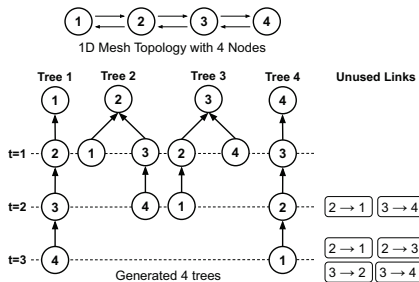 1 2 3 4
1D Mesh Topology with 4 Nodes
Tree 1 Tree 2 Tree 3 Tree 4 Unused Links
1 2 3 4
t=1 2 1 3 2 4 3
t=2 3 4 1 2 2 → 1 3 → 4
2 → 1 2 → 3
t=3 4 1
3 → 2 3 → 4
Generated 4 trees